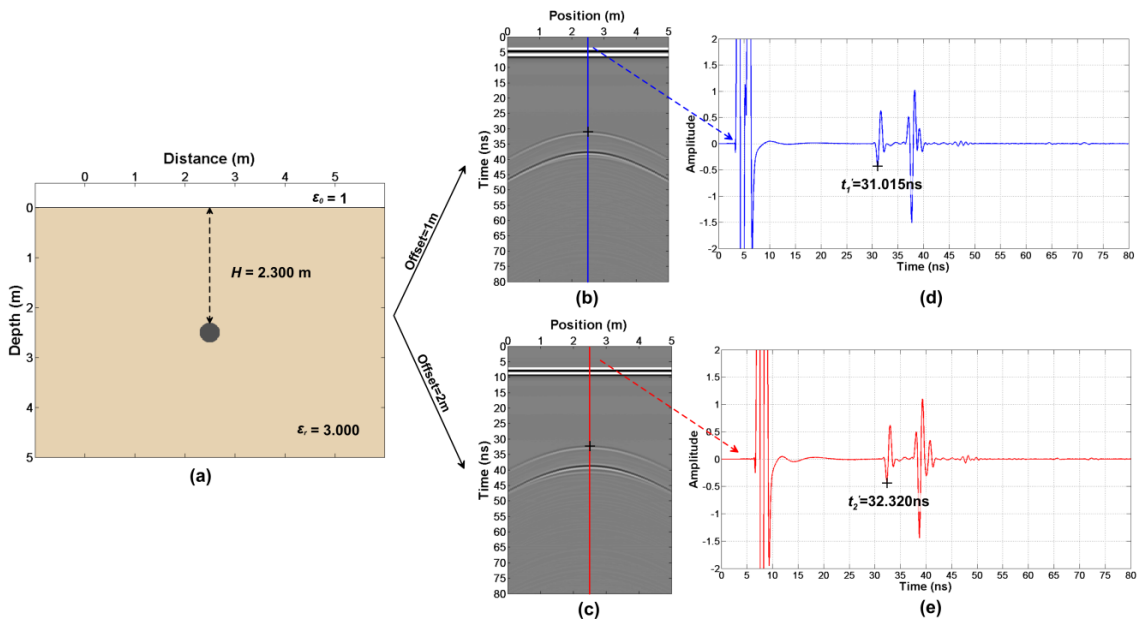 Distance (m)
0 1 2 3 4 5
ε₀ = 1
Depth (m)
0
1
2
3
4
5
H = 2.300 m
εᵣ = 3.000
(a)
Offset=1m
Offset=2m
Position (m)
0 1 2 3 4 5
Time (ns)
0
5
10
15
20
25
30
35
40
45
50
55
60
65
70
75
80
(b)
Amplitude
2
1.5
1
0.5
0
-0.5
-1
-1.5
-2
t₁'=31.015ns
0 5 10 15 20 25 30 35 40 45 50 55 60 65 70 75 80
Time (ns)
(d)
Position (m)
0 1 2 3 4 5
Time (ns)
0
5
10
15
20
25
30
35
40
45
50
55
60
65
70
75
80
(c)
Amplitude
2
1.5
1
0.5
0
-0.5
-1
-1.5
-2
t₂'=32.320ns
0 5 10 15 20 25 30 35 40 45 50 55 60 65 70 75 80
Time (ns)
(e)